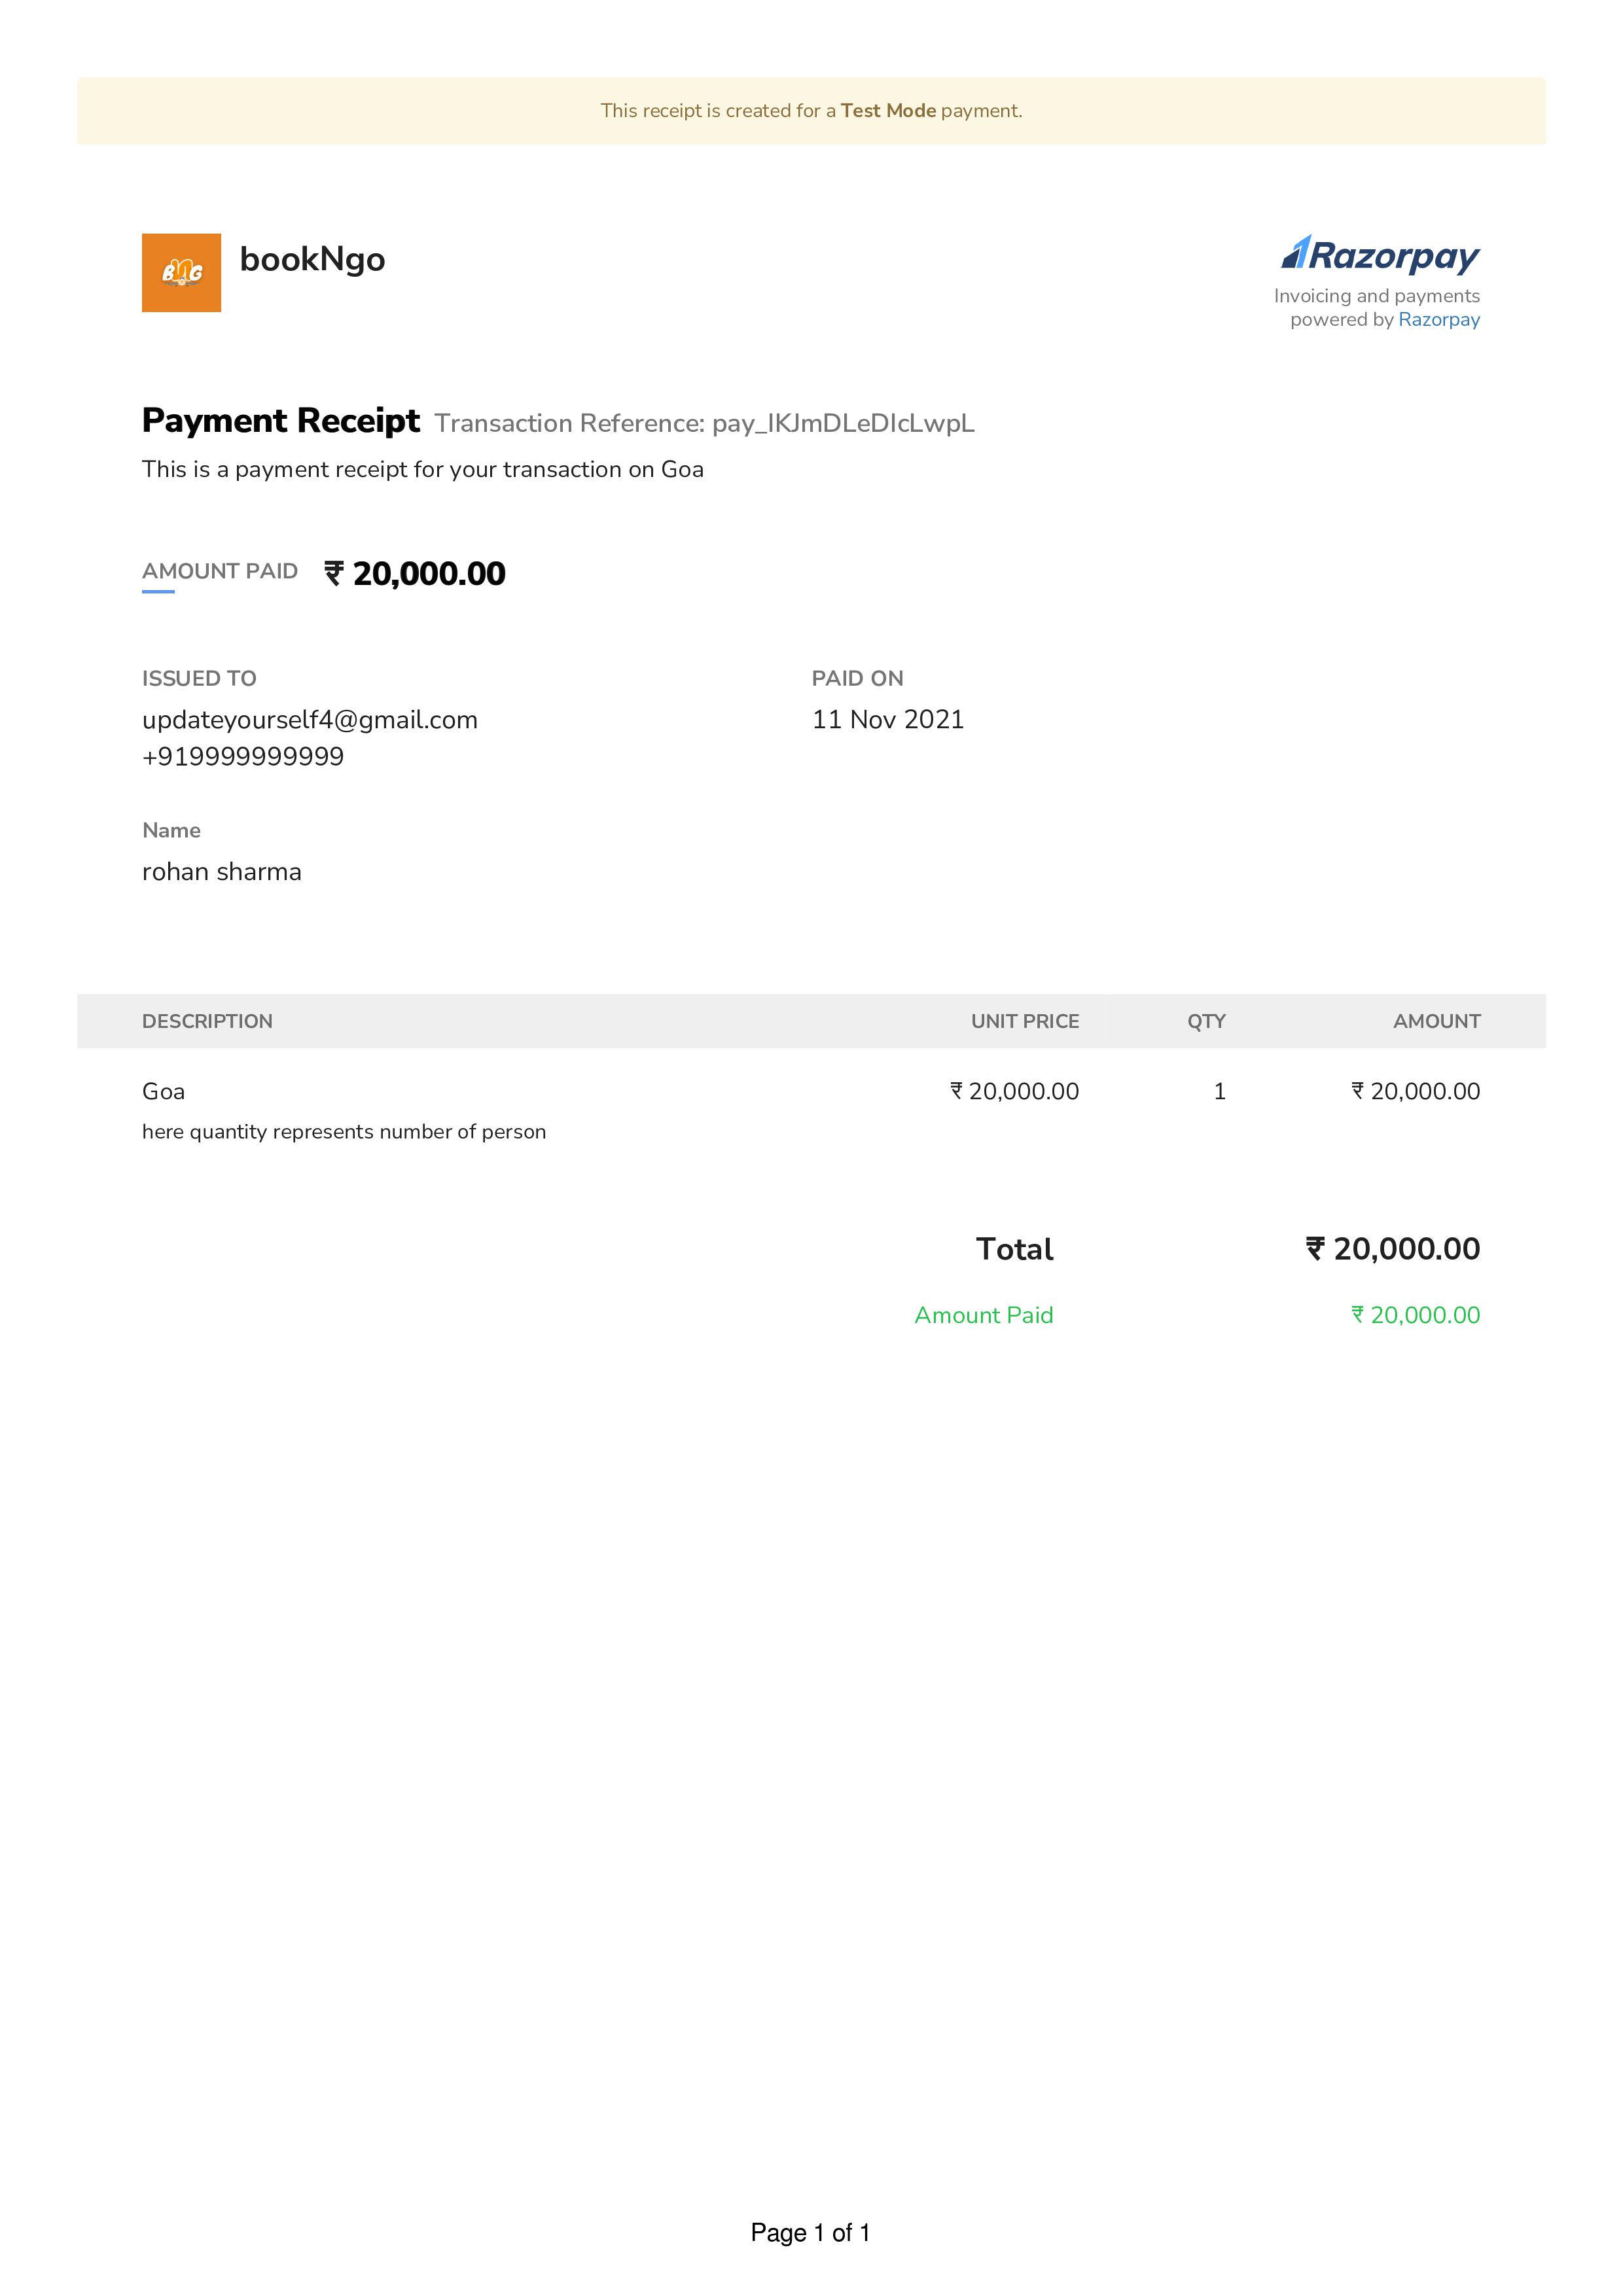 This receipt is created for a Test Mode payment.
BNG
bookNgo
Razorpay
Invoicing and payments
powered by Razorpay
Payment Receipt Transaction Reference: pay_IKJmDLeDIcLwpL
This is a payment receipt for your transaction on Goa
AMOUNT PAID ₹ 20,000.00
ISSUED TO PAID ON
updateyourself4@gmail.com 11 Nov 2021
+919999999999
Name
rohan sharma
DESCRIPTION UNIT PRICE QTY AMOUNT
Goa ₹ 20,000.00 1 ₹ 20,000.00
here quantity represents number of person
Total ₹ 20,000.00
Amount Paid ₹ 20,000.00
Page 1 of 1